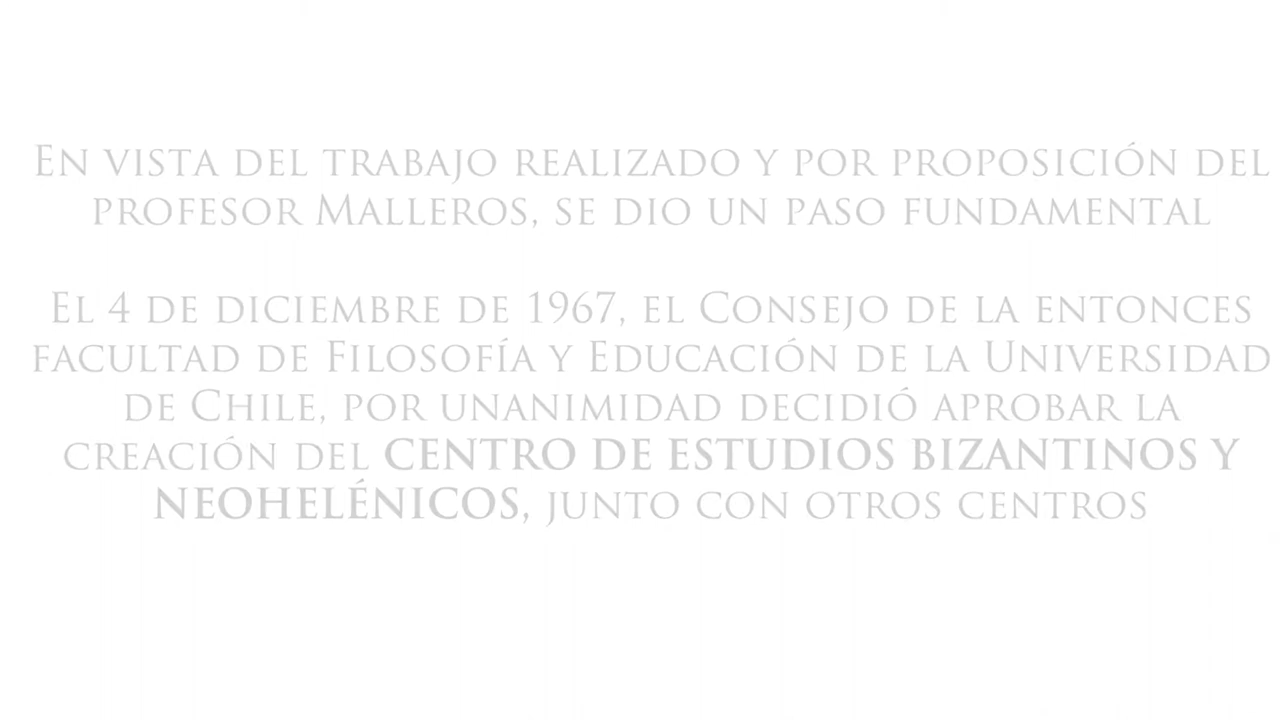 En vista del trabajo realizado y por proposición del
profesor Malleros, se dio un paso fundamental
El 4 de diciembre de 1967, el Consejo de la entonces
facultad de Filosofía y Educación de la Universidad
de Chile, por unanimidad decidió aprobar la
creación del CENTRO DE ESTUDIOS BIZANTINOS Y
NEOHELÉNICOS, junto con otros centros